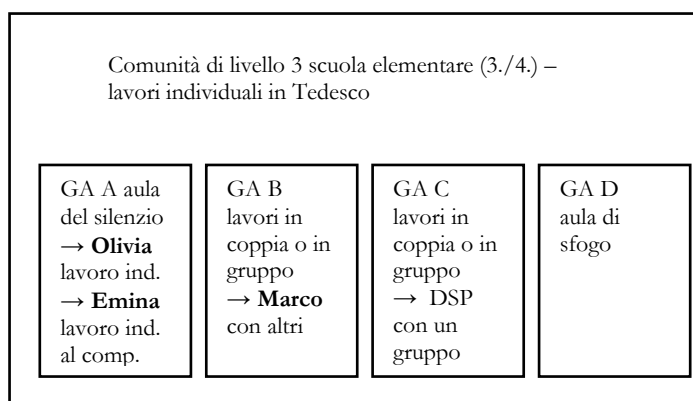 Comunità di livello 3 scuola elementare (3./4.) –
lavori individuali in Tedesco
GA A aula
del silenzio
→ Olivia
lavoro ind.
→ Emina
lavoro ind.
al comp.
GA B
lavori in
coppia o in
gruppo
→ Marco
con altri
GA C
lavori in
coppia o in
gruppo
→ DSP
con un
gruppo
GA D
aula di
sfogo